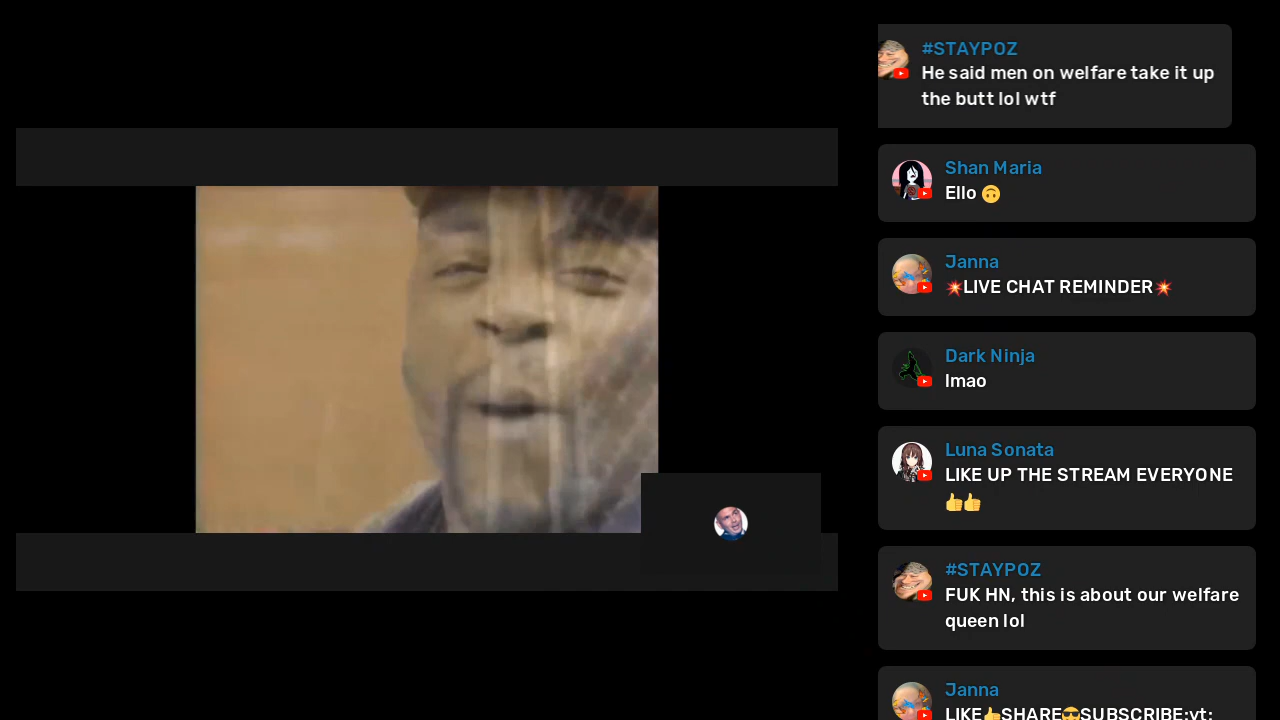 #STAYPOZ
He said men on welfare take it up
the butt lol wtf
Shan Maria
Ello 🙃
Janna
💥LIVE CHAT REMINDER💥
Dark Ninja
lmao
Luna Sonata
LIKE UP THE STREAM EVERYONE
👍👍
#STAYPOZ
FUK HN, this is about our welfare
queen lol
Janna
LIKE👍SHARE😎SUBSCRIBE:yt: